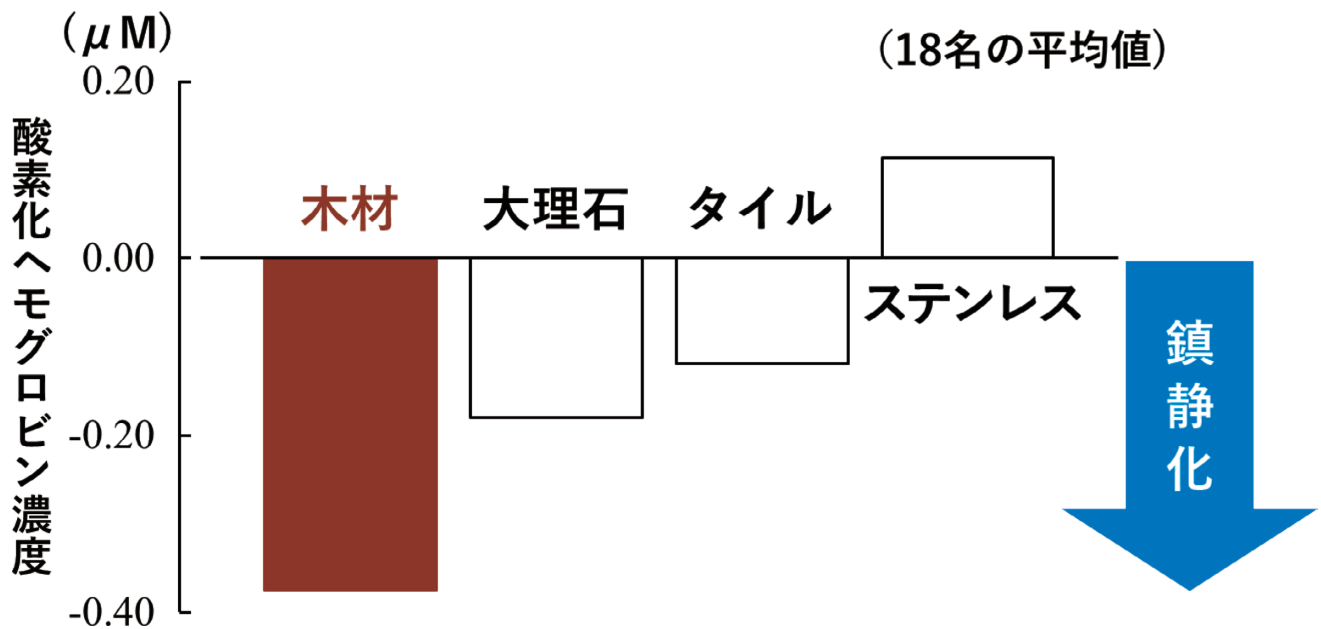 (μM)
(18名の平均値)
0.20
0.00
-0.20
-0.40
酸素化ヘモグロビン濃度
木材
大理石
タイル
ステンレス
鎮静化